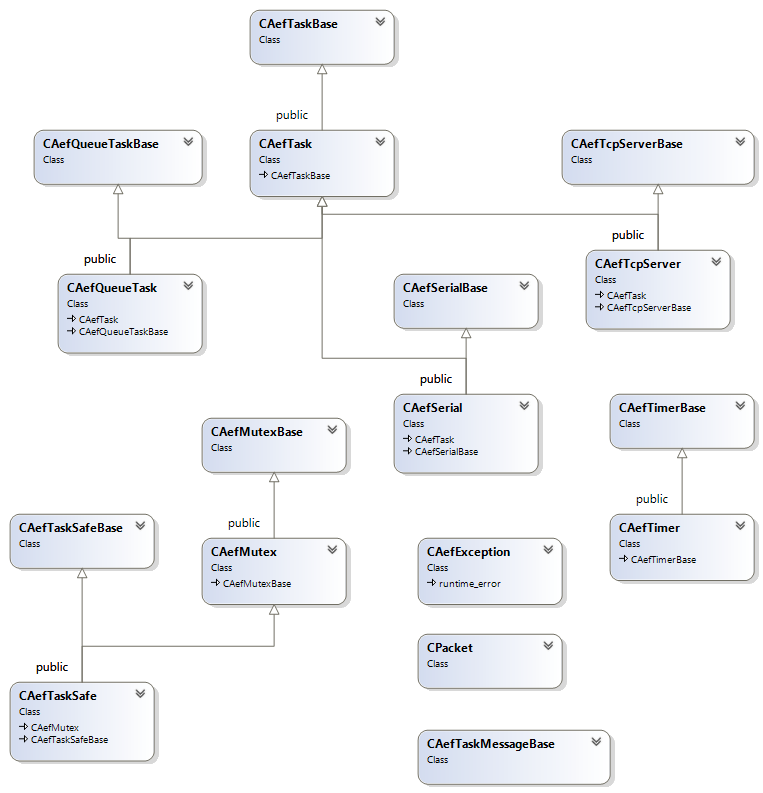 CAefTaskBase
Class
public
CAefQueueTaskBase
Class
CAefTask
Class
CAefTaskBase
CAefTcpServerBase
Class
public
public
CAefQueueTask
Class
CAefTask
CAefQueueTaskBase
CAefSerialBase
Class
CAefTcpServer
Class
CAefTask
CAefTcpServerBase
public
CAefSerial
Class
CAefTask
CAefSerialBase
CAefTimerBase
Class
CAefMutexBase
Class
public
public
CAefTaskSafeBase
Class
CAefMutex
Class
CAefMutexBase
CAefException
Class
runtime_error
CAefTimer
Class
CAefTimerBase
CPacket
Class
public
CAefTaskSafe
Class
CAefMutex
CAefTaskSafeBase
CAefTaskMessageBase
Class